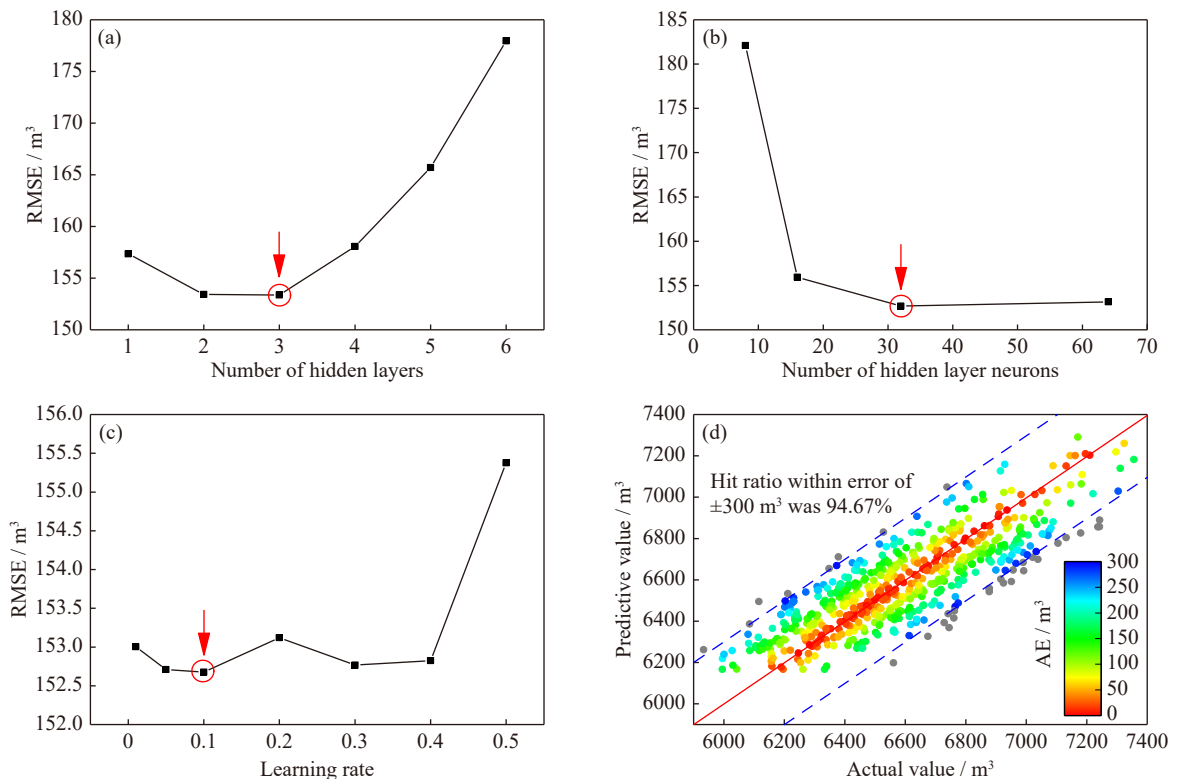 (a)
RMSE / m³
180
175
170
165
160
155
150
1 2 3 4 5 6
Number of hidden layers
(b)
RMSE / m³
185
180
175
170
165
160
155
150
0 10 20 30 40 50 60 70
Number of hidden layer neurons
(c)
RMSE / m³
156.0
155.5
155.0
154.5
154.0
153.5
153.0
152.5
152.0
0 0.1 0.2 0.3 0.4 0.5
Learning rate
(d)
Predictive value / m³
7400
7200
7000
6800
6600
6400
6200
6000
Hit ratio within error of
±300 m³ was 94.67%
AE / m³
300
250
200
150
100
50
0
6000 6200 6400 6600 6800 7000 7200 7400
Actual value / m³